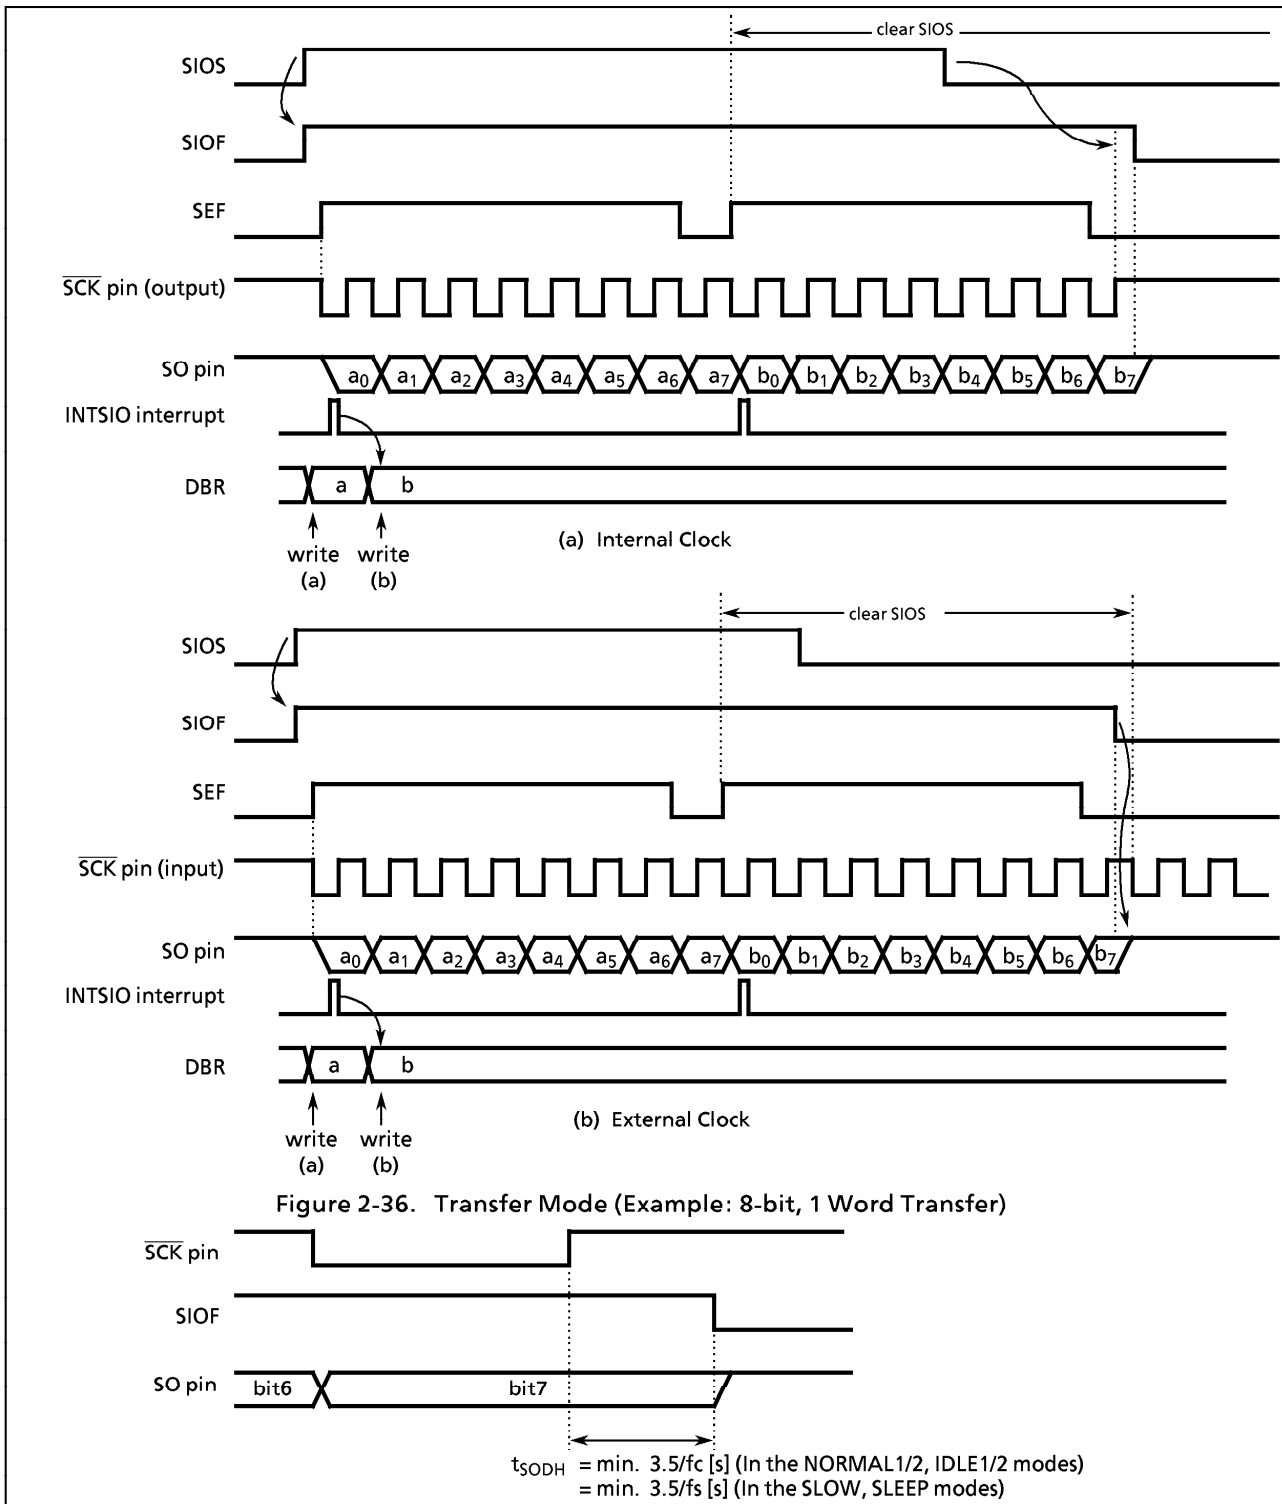 clear SIOS
SIOS
SIOF
SEF
SCK pin (output)
SO pin a0 a1 a2 a3 a4 a5 a6 a7 b0 b1 b2 b3 b4 b5 b6 b7
INTSIO interrupt
DBR a b
write write
(a) (b)
(a) Internal Clock
clear SIOS
SIOS
SIOF
SEF
SCK pin (input)
SO pin a0 a1 a2 a3 a4 a5 a6 a7 b0 b1 b2 b3 b4 b5 b6 b7
INTSIO interrupt
DBR a b
write write
(a) (b)
(b) External Clock
Figure 2-36. Transfer Mode (Example: 8-bit, 1 Word Transfer)
SCK pin
SIOF
SO pin bit6 bit7
tSODH = min. 3.5/fc [s] (In the NORMAL1/2, IDLE1/2 modes)
= min. 3.5/fs [s] (In the SLOW, SLEEP modes)